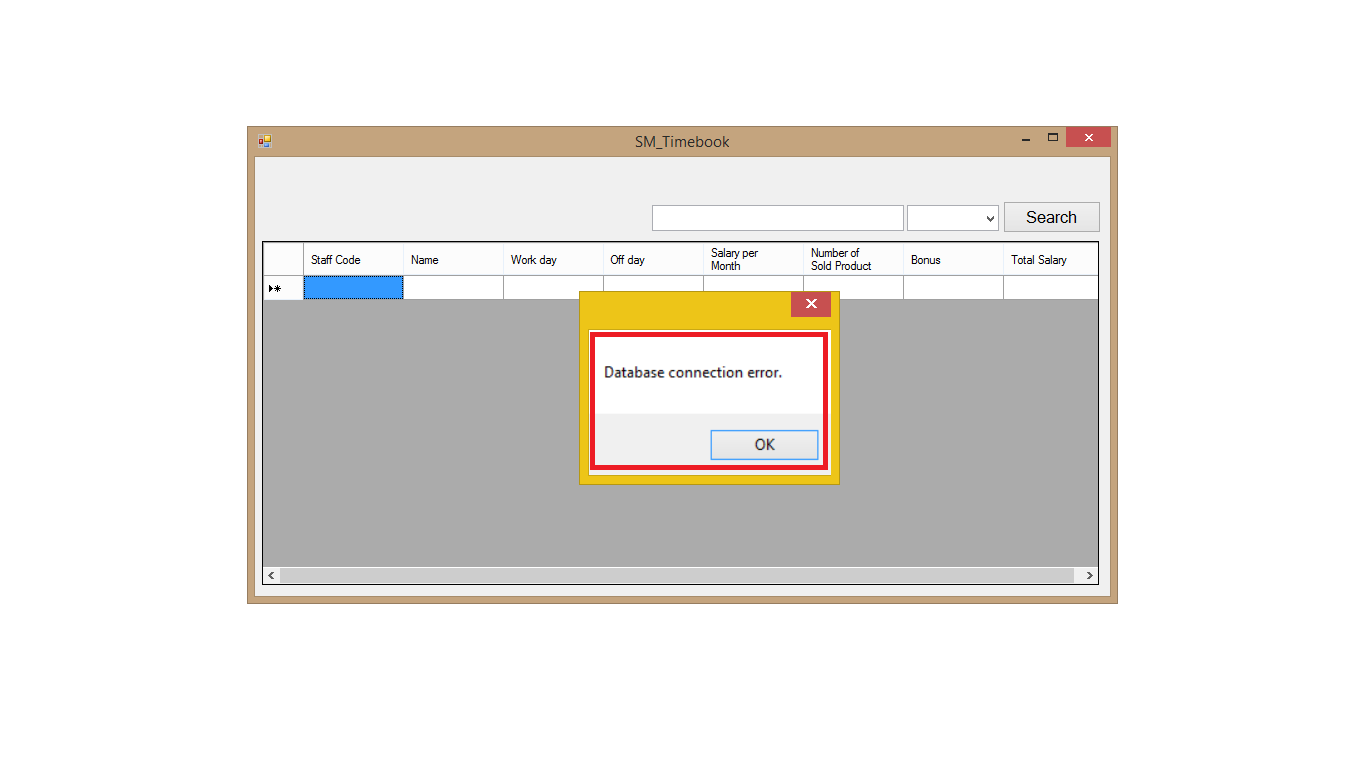 SM_Timebook
Search
Staff Code
Name
Work day
Off day
Salary per
Month
Number of
Sold Product
Bonus
Total Salary
Database connection error.
OK